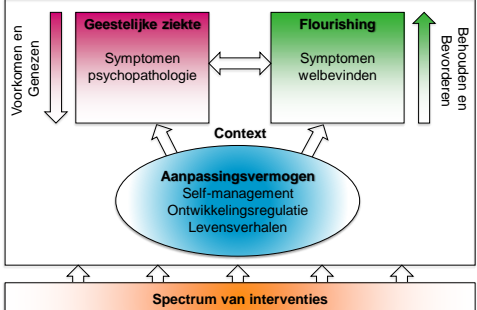 Voorkomen en
Genezen
Geestelijke ziekte
Symptomen
psychopathologie
Flourishing
Symptomen
welbevinden
Behouden en
Bevorderen
Context
Aanpassingsvermogen
Self-management
Ontwikkelingsregulatie
Levensverhalen
Spectrum van interventies